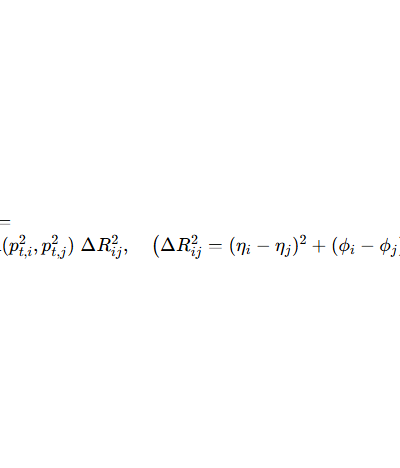 =
(p²_{t,i}, p²_{t,j}) ΔR²_{ij}, (ΔR²_{ij} = (η_i − η_j)² + (ϕ_i − ϕ_j